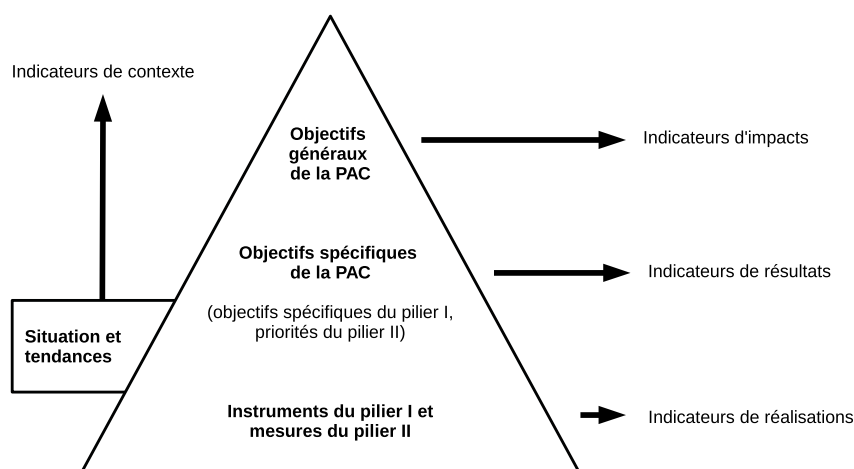 Indicateurs de contexte
Objectifs
généraux
de la PAC
Indicateurs d'impacts
Objectifs spécifiques
de la PAC
Indicateurs de résultats
(objectifs spécifiques du pilier I,
priorités du pilier II)
Situation et
tendances
Instruments du pilier I et
mesures du pilier II
Indicateurs de réalisations